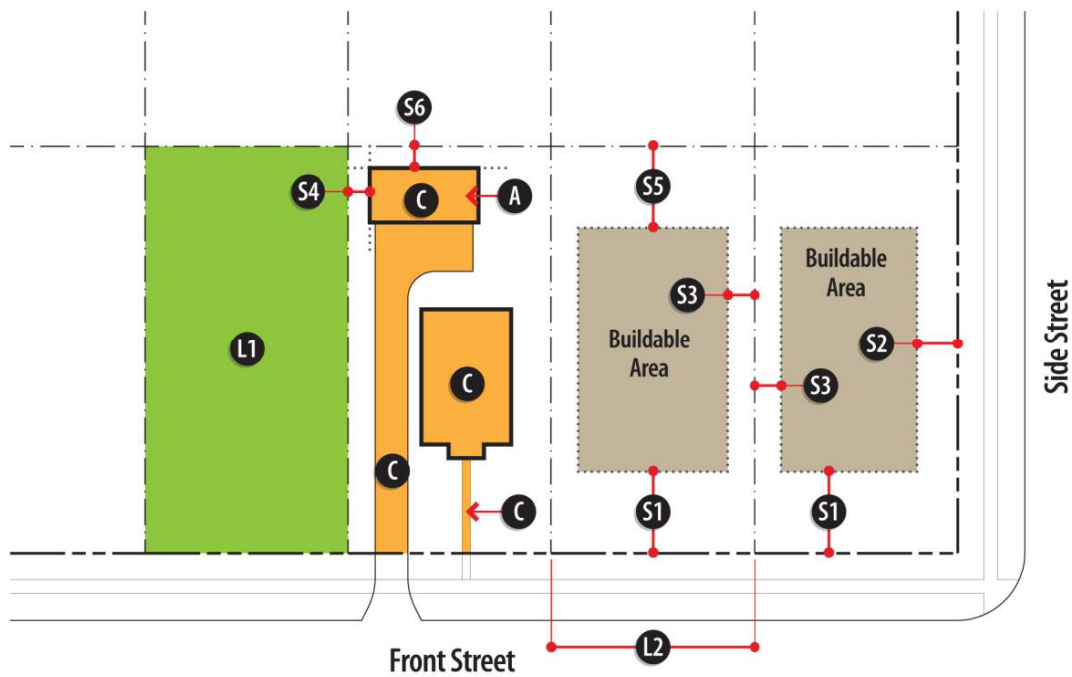 S6
S4
C
A
S5
Buildable
Area
S3
S2
L1
Buildable
Area
C
S3
C
C
S1
S1
Side Street
L2
Front Street